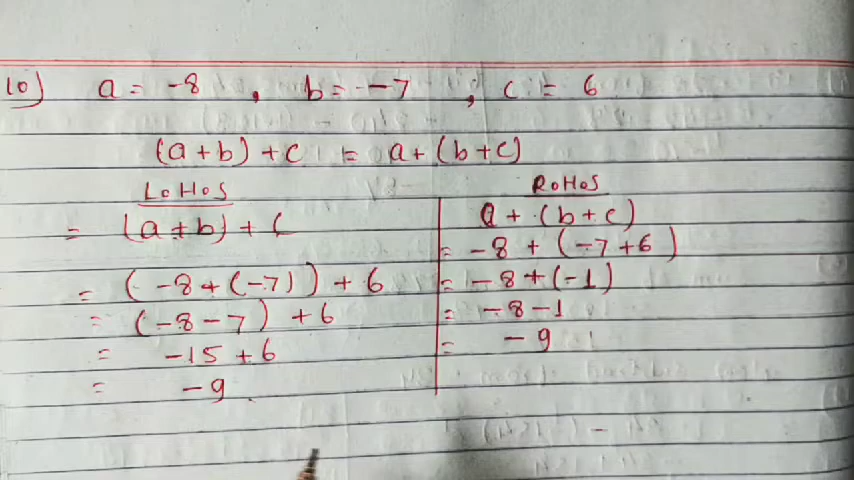 10) a = -8 , b = -7 , c = 6
(a+b) + c = a + (b+c)
L.H.S
= (a+b) + c
= (-8+(-7)) + 6
= (-8-7) + 6
= -15 + 6
= -9
R.H.S
a + (b+c)
= -8 + (-7+6)
= -8+(-1)
= -8-1
= -9